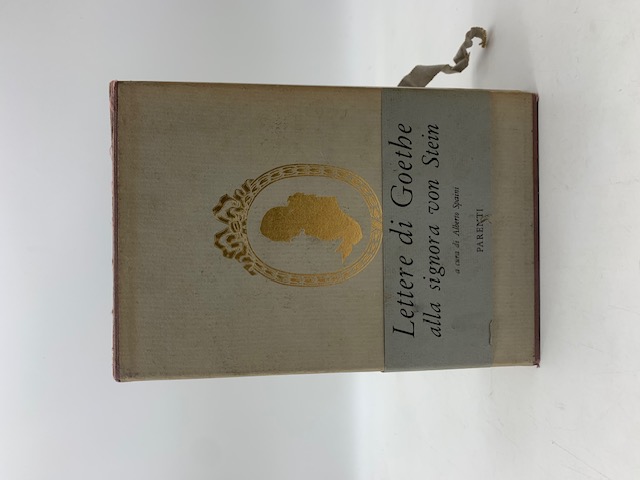 Lettere di Goethe
alla signora von Stein
a cura di Alberto Spaini
PARENTI